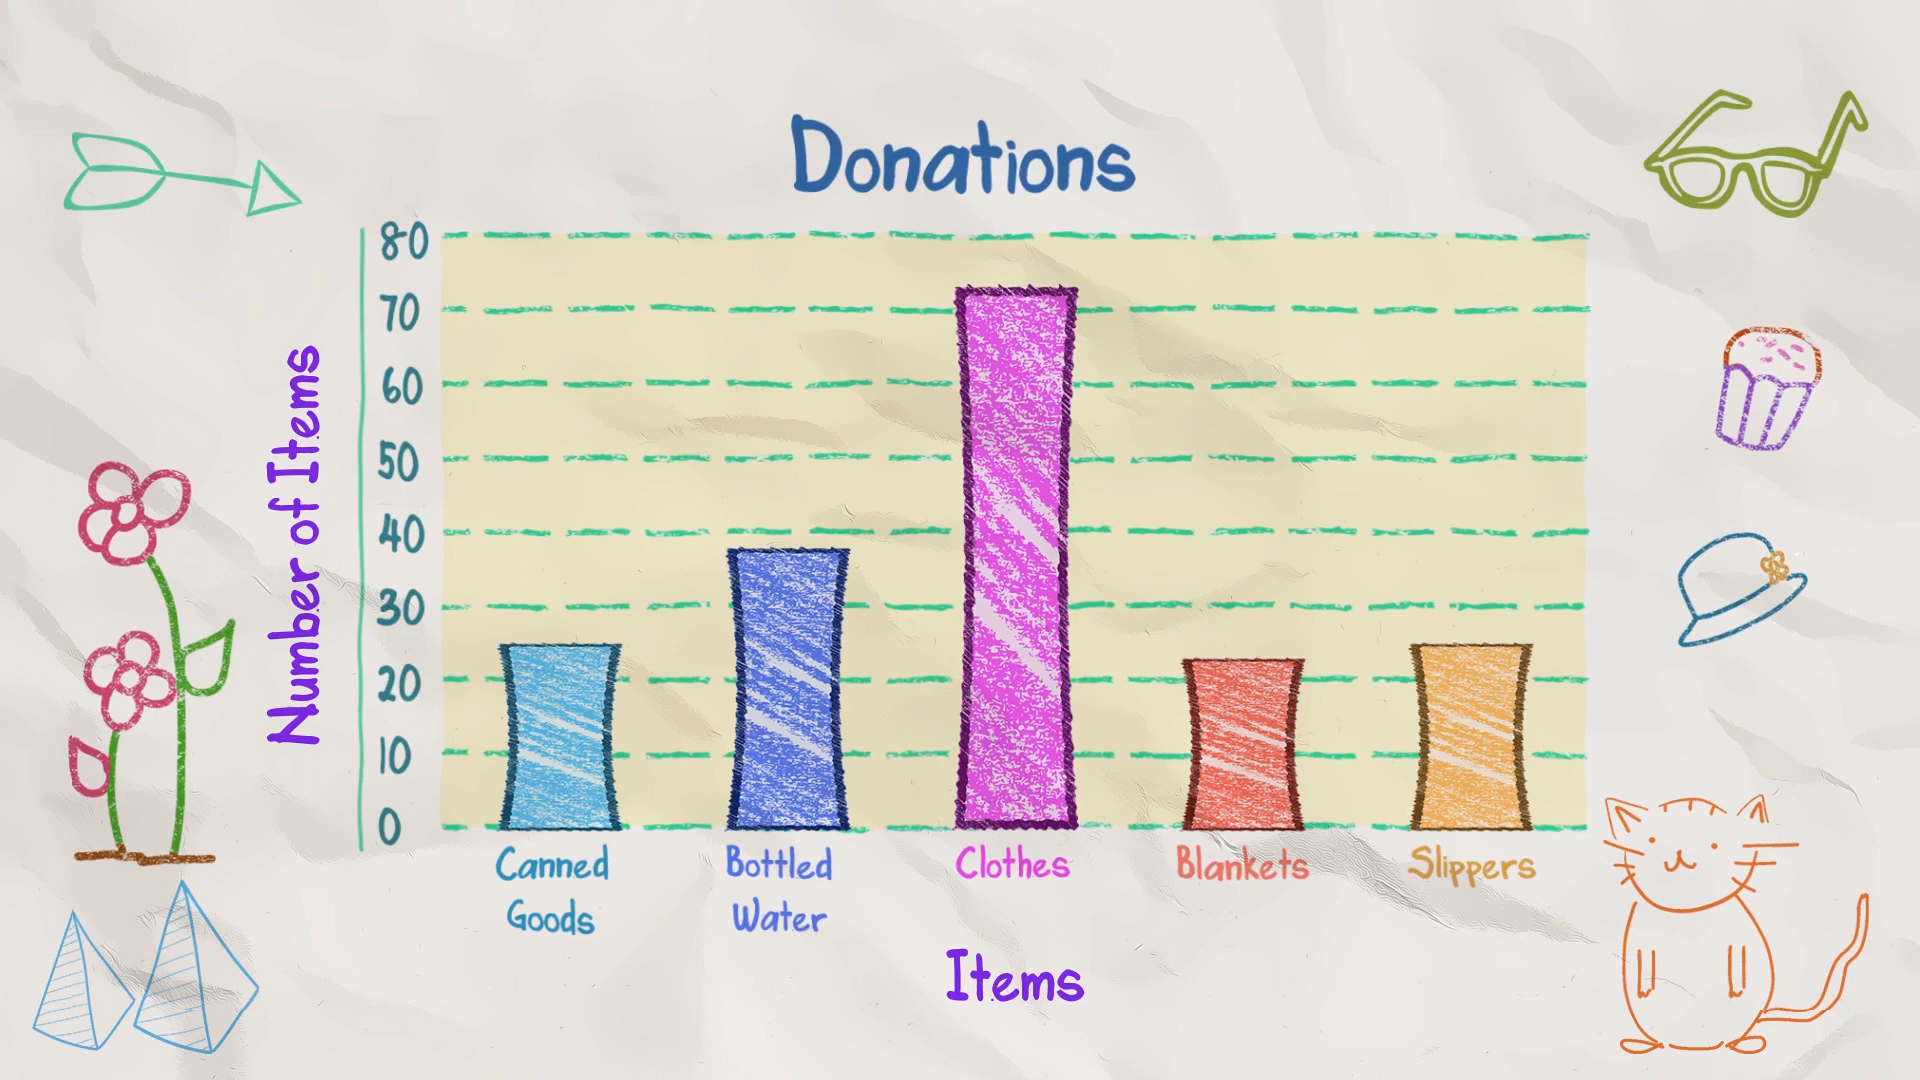 Donations
80
70
60
50
40
30
20
10
0
Number of Items
Canned
Goods
Bottled
Water
Clothes
Blankets
Slippers
Items